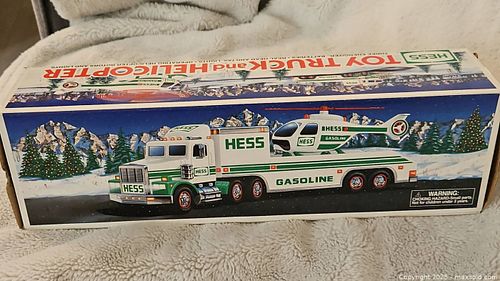 HESS
TOY TRUCK and HELICOPTER
HESS
HESS
GASOLINE
HESS
HESS
GASOLINE
WARNING:
CHOKING HAZARD-Small parts.
Not for children under 3 years.
Copyright 2025 - maxsold.com